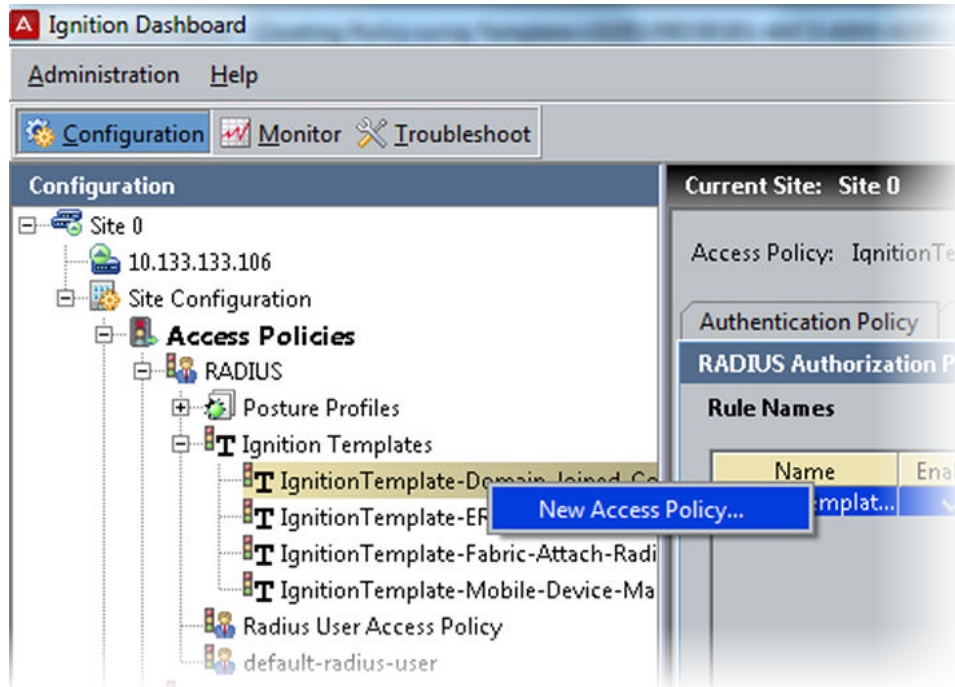 Ignition Dashboard
Administration Help
Configuration Monitor Troubleshoot
Configuration
Current Site: Site 0
Site 0
10.133.133.106
Access Policy: IgnitionTe
Site Configuration
Authentication Policy
Access Policies
RADIUS Authorization P
RADIUS
Rule Names
Posture Profiles
Ignition Templates
Name Ena
IgnitionTemplate-Domain-Joined-Co
New Access Policy...
emplat...
IgnitionTemplate-ER
IgnitionTemplate-Fabric-Attach-Radi
IgnitionTemplate-Mobile-Device-Ma
Radius User Access Policy
default-radius-user